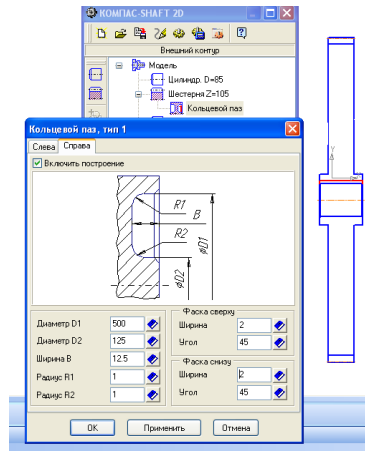 КОМПАС-SHAFT 2D
Внешний контур
Модель
Цилиндр. D=85
Шестерня Z=105
Кольцевой паз
Кольцевой паз, тип 1
Слева Справа
Включить построение
R1
B
R2
⌀D1
⌀D2
Диаметр D1 500
Диаметр D2 125
Ширина B 12.5
Радиус R1 1
Радиус R2 1
Фаска сверху
Ширина 2
Угол 45
Фаска снизу
Ширина 2
Угол 45
OK Применить Отмена
Y